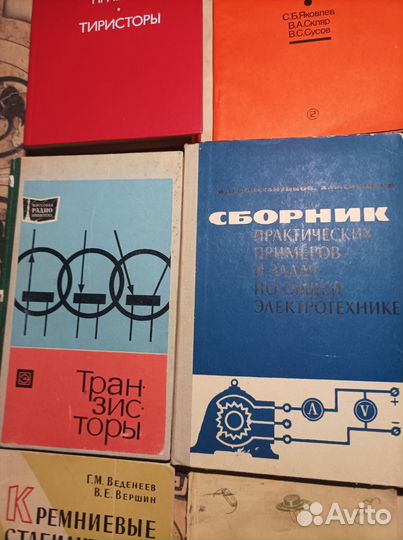 ТИРИСТОРЫ
С.Б.Яковлев
В.А.Скляр
В.С.Сусов
МАССОВАЯ
РАДИО
БИБЛИОТЕКА
Тран-
зис-
торы
СБОРНИК
ПРАКТИЧЕСКИХ
ПРИМЕРОВ
И ЗАДАЧ
ПО ОБЩЕЙ
ЭЛЕКТРОТЕХНИКЕ
A V
Г.М. ВЕДЕНЕЕВ
В.Е. ВЕРШИН
КРЕМНИЕВЫЕ
Avito